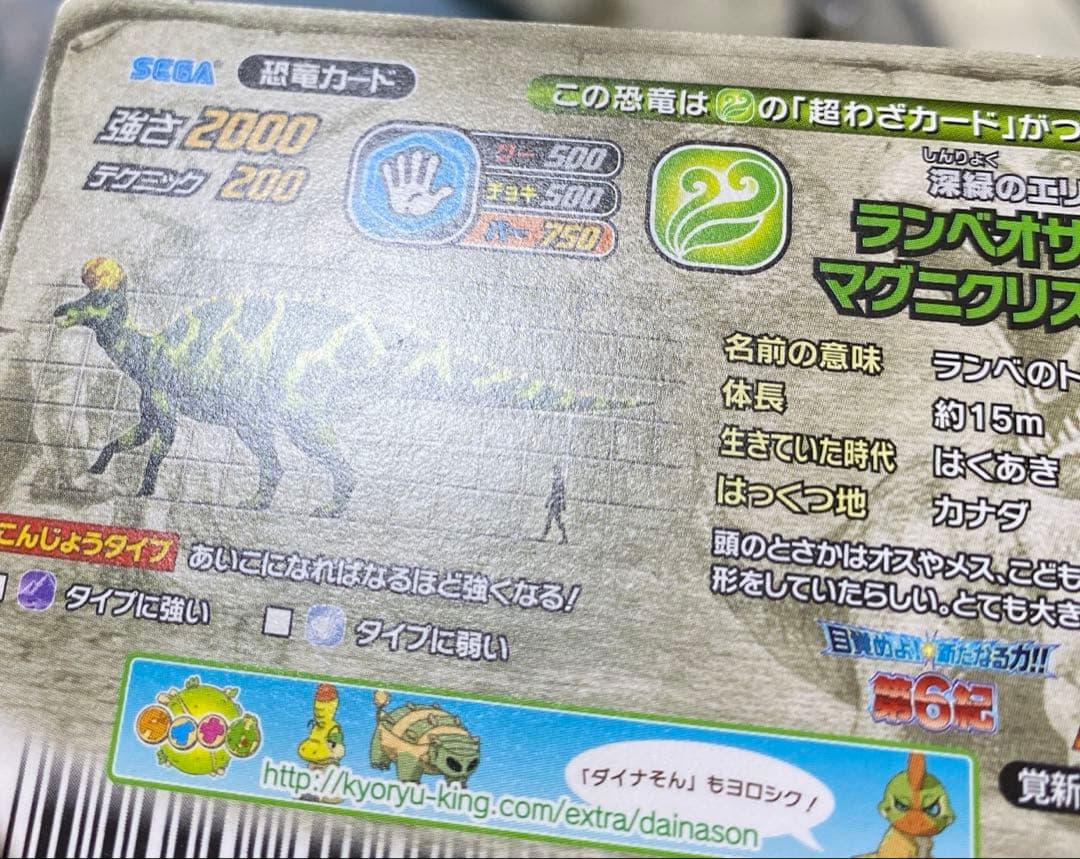 SEGA 恐竜カード
この恐竜は の「超わざカード」がつ
強さ 2000
テクニック 200
グー 500
チョキ 500
パー 750
しんりょく
深緑のエリ
ランベオサ
マグニクリス
名前の意味 ランベのト
体長 約15m
生きていた時代 はくあき
はっくつ地 カナダ
頭のとさかはオスやメス、こども
形をしていたらしい。とても大き
こんじょうタイプ あいこになればなるほど強くなる!
タイプに強い
タイプに弱い
目覚めよ! 新たなる力!!
第6紀
ダイナそん
「ダイナそん」もヨロシク!
http://kyoryu-king.com/extra/dainason
覚新